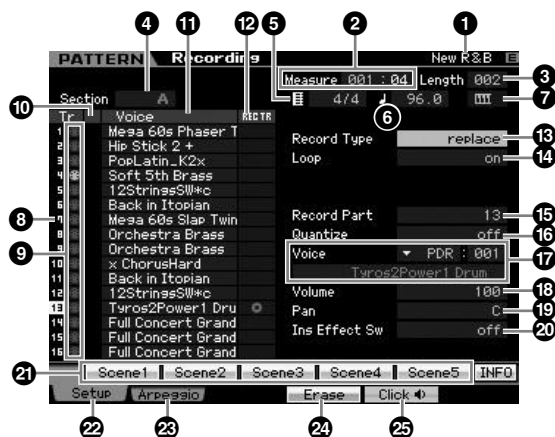 1
11 12 5 2
4
PATTERN Recording New R&B E
Measure 001 : 04 Length 002 3
Section A 4/4 ♩ 96.0 7
10 6
Tr Voice REC TR
1 Mega 60s Phaser T
2 Hip Stick 2 +
3 PopLatin_K2x
4 Soft 5th Brass
5 12StringsSW*c
6 Back in Itopian
8 7 Mega 60s Slap Twin
8 Orchestra Brass
9 9 Orchestra Brass
10 x ChorusHard
11 Back in Itopian
12 12StringsSW*c
13 Tyros2Power1 Dru
14 Full Concert Grand
15 Full Concert Grand
16 Full Concert Grand
Record Type replace 13
Loop on 14
Record Part 13 15
Quantize off 16
Voice ▼ PDR : 001 17
Tyros2Power1 Drum
Volume 100 18
Pan C 19
Ins Effect Sw off 20
21 Scene1 Scene2 Scene3 Scene4 Scene5 INFO
Setup Arpeggio Erase Click
22 23 24 25